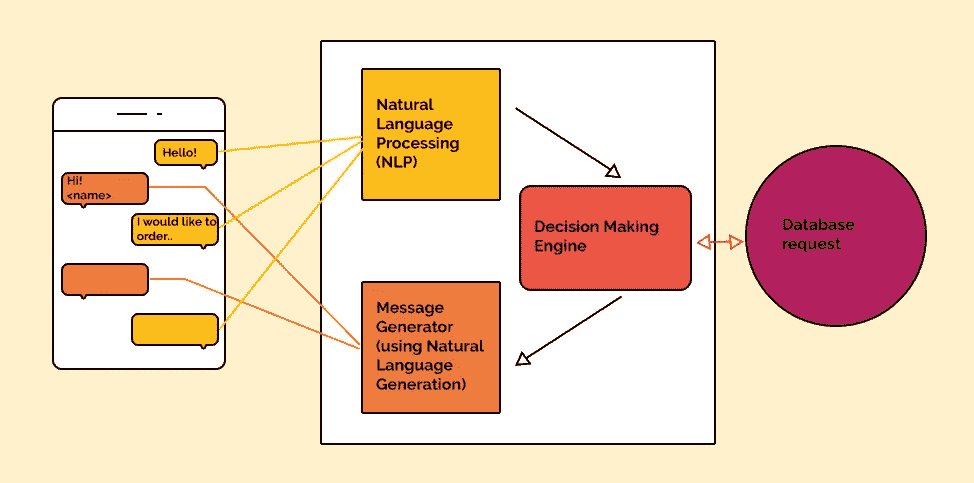 Hello!
Hi!
<name>
I would like to
order..
Natural
Language
Processing
(NLP)
Message
Generator
(using Natural
Language
Generation)
Decision Making
Engine
Database
request